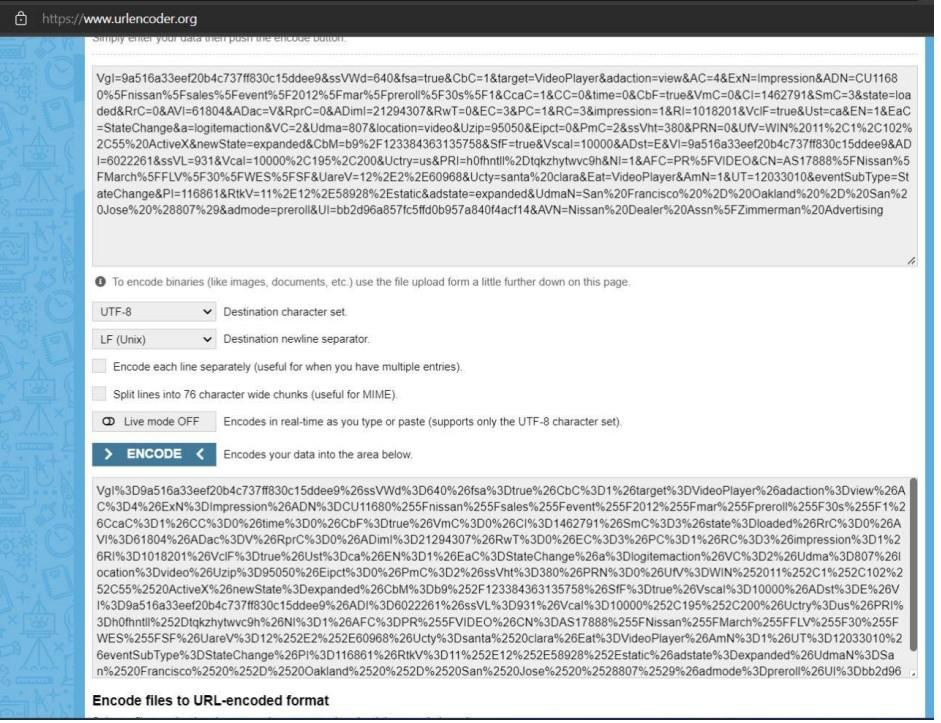 https://www.urlencoder.org
Simply enter your data then push the encode button.
VgI=9a516a33eef20b4c737ff830c15ddee9&ssVWd=640&fsa=true&CbC=1&target=VideoPlayer&adaction=view&AC=4&ExN=Impression&ADN=CU1168
0%5Fnissan%5Fsales%5Fevent%5F2012%5Fmar%5Fpreroll%5F30s%5F1&CcaC=1&CC=0&time=0&CbF=true&VmC=0&CI=1462791&SmC=3&state=loa
ded&RrC=0&AVI=61804&ADac=V&RprC=0&ADimI=21294307&RwT=0&EC=3&PC=1&RC=3&impression=1&RI=1018201&VclF=true&Ust=ca&EN=1&EaC
=StateChange&a=logitemaction&VC=2&Udma=807&location=video&Uzip=95050&Eipct=0&PmC=2&ssVht=380&PRN=0&UfV=WIN%2011%2C1%2C102%
2C55%20ActiveX&newState=expanded&CbM=b9%2F123384363135758&SfF=true&Vscal=10000&ADst=E&VI=9a516a33eef20b4c737ff830c15ddee9&AD
I=6022261&ssVL=931&Vcal=10000%2C195%2C200&Uctry=us&PRI=h0fhntll%2Dtqkzhytwvc9h&NI=1&AFC=PR%5FVIDEO&CN=AS17888%5FNissan%5
FMarch%5FFLV%5F30%5FWES%5FSF&UareV=12%2E2%2E60968&Ucty=santa%20clara&Eat=VideoPlayer&AmN=1&UT=12033010&eventSubType=St
ateChange&PI=116861&RtkV=11%2E12%2E58928%2Estatic&adstate=expanded&UdmaN=San%20Francisco%20%2D%20Oakland%20%2D%20San%2
0Jose%20%28807%29&admode=preroll&UI=bb2d96a857fc5ffd0b957a840f4acf14&AVN=Nissan%20Dealer%20Assn%5FZimmerman%20Advertising
To encode binaries (like images, documents, etc.) use the file upload form a little further down on this page.
UTF-8 Destination character set.
LF (Unix) Destination newline separator.
Encode each line separately (useful for when you have multiple entries).
Split lines into 76 character wide chunks (useful for MIME).
Live mode OFF Encodes in real-time as you type or paste (supports only the UTF-8 character set).
> ENCODE < Encodes your data into the area below.
VgI%3D9a516a33eef20b4c737ff830c15ddee9%26ssVWd%3D640%26fsa%3Dtrue%26CbC%3D1%26target%3DVideoPlayer%26adaction%3Dview%26A
C%3D4%26ExN%3DImpression%26ADN%3DCU11680%255Fnissan%255Fsales%255Fevent%255F2012%255Fmar%255Fpreroll%255F30s%255F1%2
6CcaC%3D1%26CC%3D0%26time%3D0%26CbF%3Dtrue%26VmC%3D0%26CI%3D1462791%26SmC%3D3%26state%3Dloaded%26RrC%3D0%26A
VI%3D61804%26ADac%3DV%26RprC%3D0%26ADimI%3D21294307%26RwT%3D0%26EC%3D3%26PC%3D1%26RC%3D3%26impression%3D1%2
6RI%3D1018201%26VclF%3Dtrue%26Ust%3Dca%26EN%3D1%26EaC%3DStateChange%26a%3Dlogitemaction%26VC%3D2%26Udma%3D807%26l
ocation%3Dvideo%26Uzip%3D95050%26Eipct%3D0%26PmC%3D2%26ssVht%3D380%26PRN%3D0%26UfV%3DWIN%252011%252C1%252C102%2
52C55%2520ActiveX%26newState%3Dexpanded%26CbM%3Db9%252F123384363135758%26SfF%3Dtrue%26Vscal%3D10000%26ADst%3DE%26V
I%3D9a516a33eef20b4c737ff830c15ddee9%26ADI%3D6022261%26ssVL%3D931%26Vcal%3D10000%252C195%252C200%26Uctry%3Dus%26PRI%
3Dh0fhntll%252Dtqkzhytwvc9h%26NI%3D1%26AFC%3DPR%255FVIDEO%26CN%3DAS17888%255FNissan%255FMarch%255FFLV%255F30%255F
WES%255FSF%26UareV%3D12%252E2%252E60968%26Ucty%3Dsanta%2520clara%26Eat%3DVideoPlayer%26AmN%3D1%26UT%3D12033010%2
6eventSubType%3DStateChange%26PI%3D116861%26RtkV%3D11%252E12%252E58928%252Estatic%26adstate%3Dexpanded%26UdmaN%3DSa
n%2520Francisco%2520%252D%2520Oakland%2520%252D%2520San%2520Jose%2520%2528807%2529%26admode%3Dpreroll%26UI%3Dbb2d96
Encode files to URL-encoded format